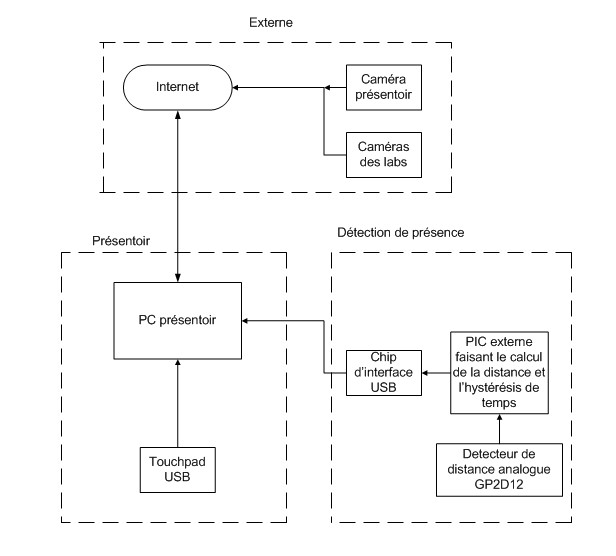 Externe
Internet
Caméra
présentoir
Caméras
des labs
Présentoir
Détection de présence
PC présentoir
Chip
d'interface
USB
PIC externe
faisant le calcul
de la distance et
l'hystérésis de
temps
Touchpad
USB
Detecteur de
distance analogue
GP2D12